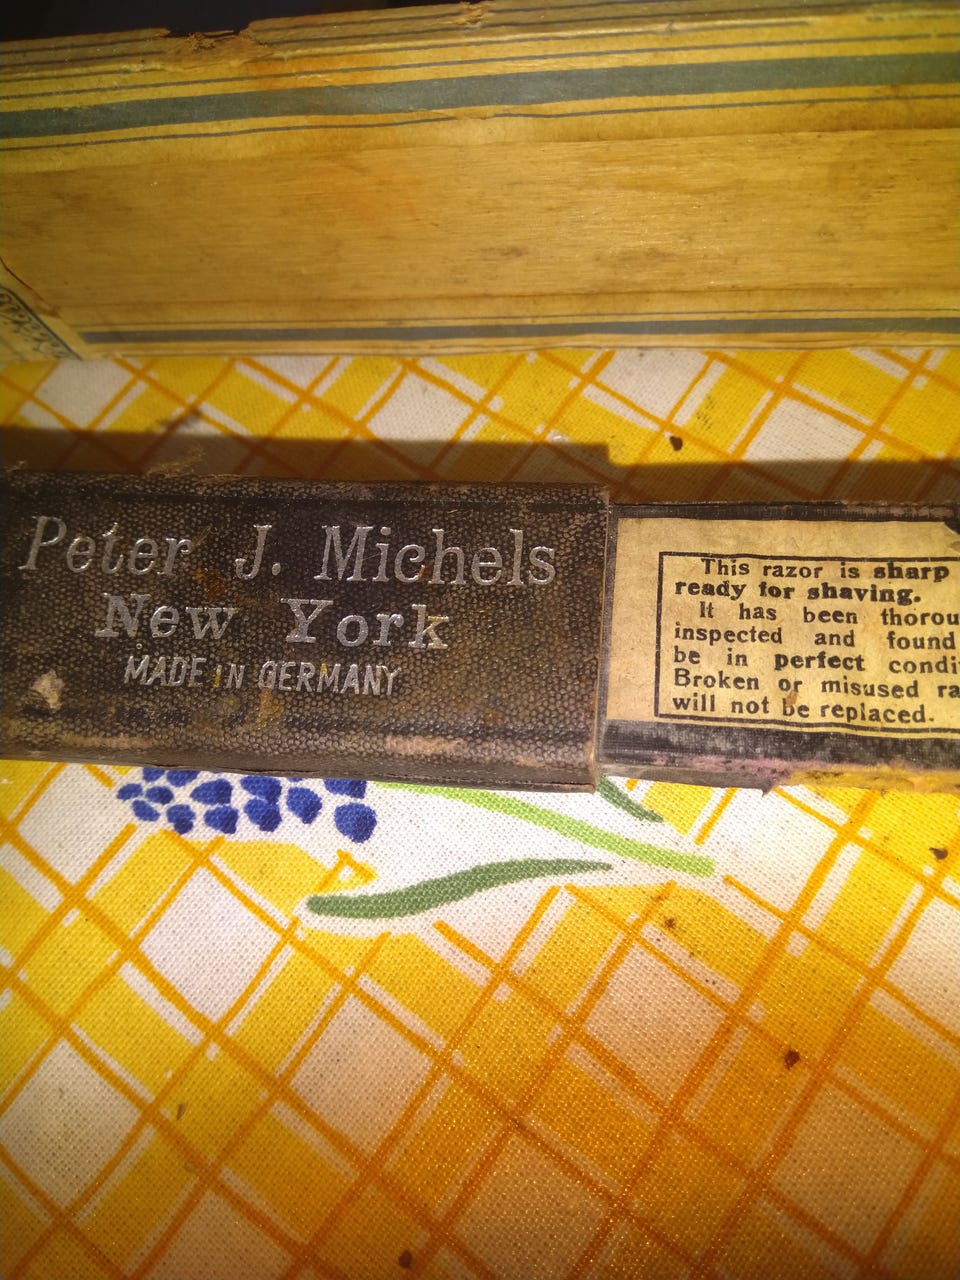 Peter J. Michels
New York
MADE IN GERMANY
This razor is sharp
ready for shaving.
It has been
inspected and found
be in perfect
Broken or misused
will not be replaced.